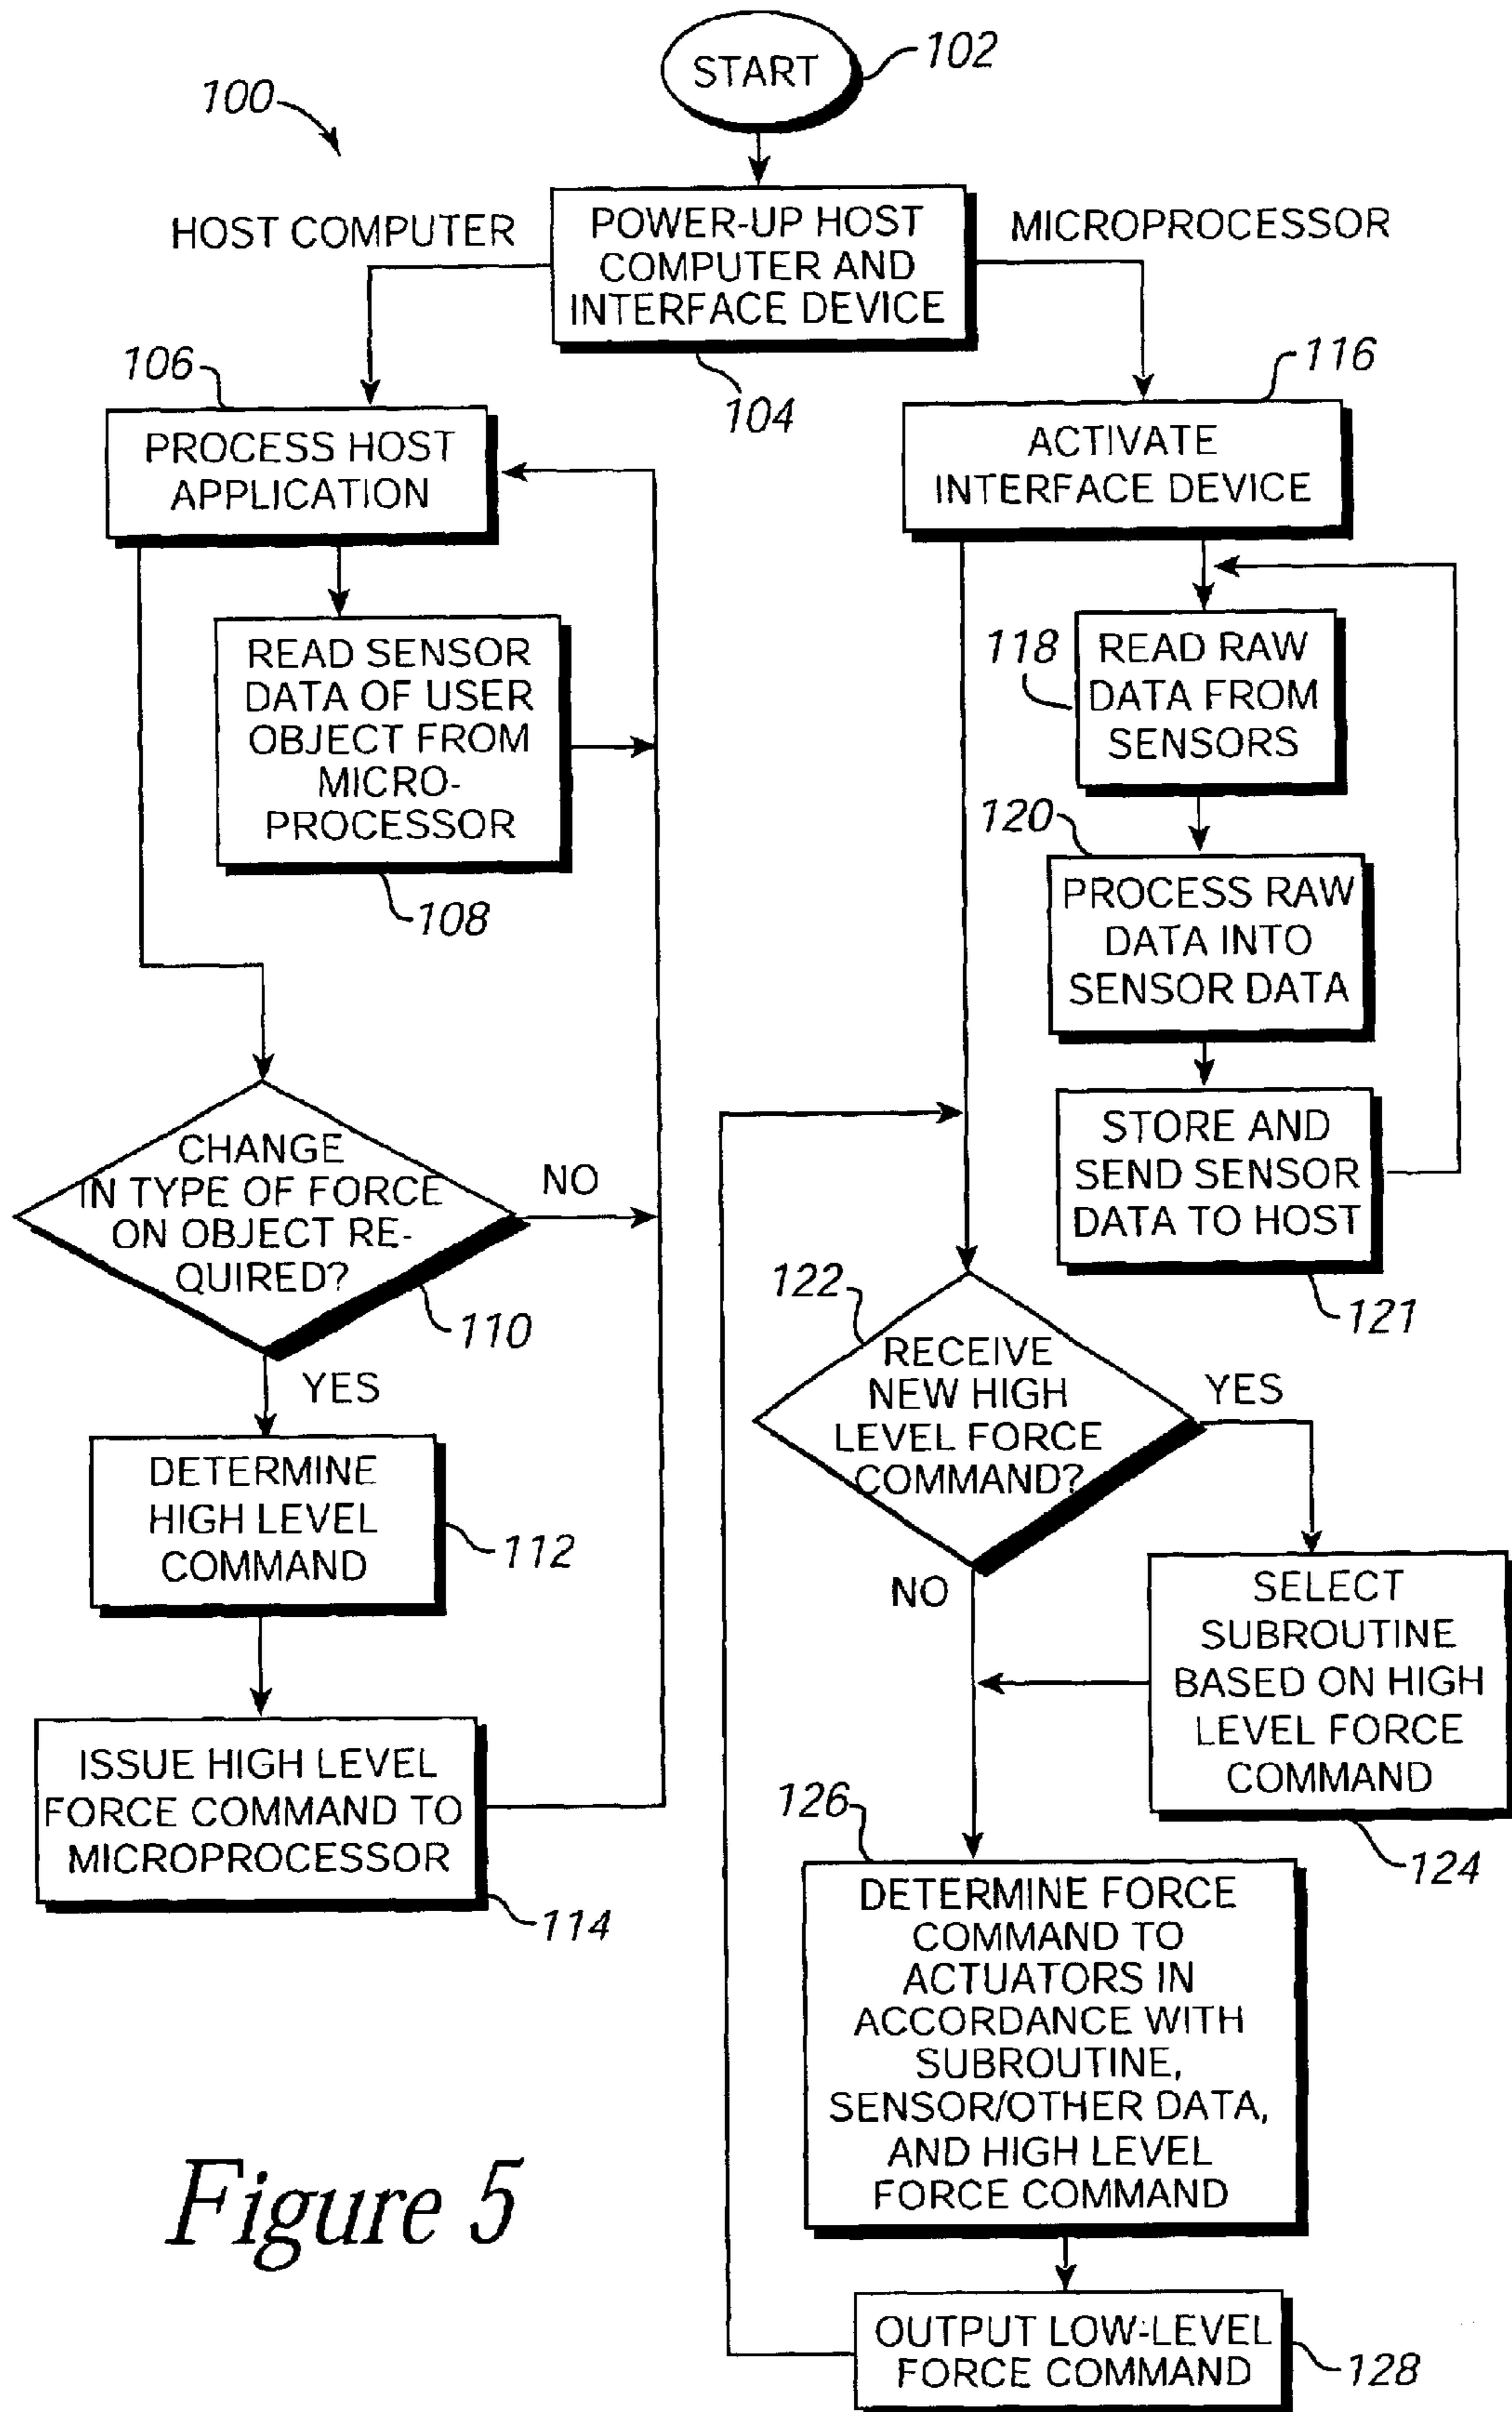 START
102
100
HOST COMPUTER
POWER-UP HOST
COMPUTER AND
INTERFACE DEVICE
MICROPROCESSOR
104
106
PROCESS HOST
APPLICATION
116
ACTIVATE
INTERFACE DEVICE
READ SENSOR
DATA OF USER
OBJECT FROM
MICRO-
PROCESSOR
108
118
READ RAW
DATA FROM
SENSORS
120
PROCESS RAW
DATA INTO
SENSOR DATA
STORE AND
SEND SENSOR
DATA TO HOST
121
CHANGE
IN TYPE OF FORCE
ON OBJECT RE-
QUIRED?
NO
110
YES
DETERMINE
HIGH LEVEL
COMMAND
112
ISSUE HIGH LEVEL
FORCE COMMAND TO
MICROPROCESSOR
114
122
RECEIVE
NEW HIGH
LEVEL FORCE
COMMAND?
YES
NO
SELECT
SUBROUTINE
BASED ON HIGH
LEVEL FORCE
COMMAND
124
126
DETERMINE FORCE
COMMAND TO
ACTUATORS IN
ACCORDANCE WITH
SUBROUTINE,
SENSOR/OTHER DATA,
AND HIGH LEVEL
FORCE COMMAND
OUTPUT LOW-LEVEL
FORCE COMMAND
128
Figure 5